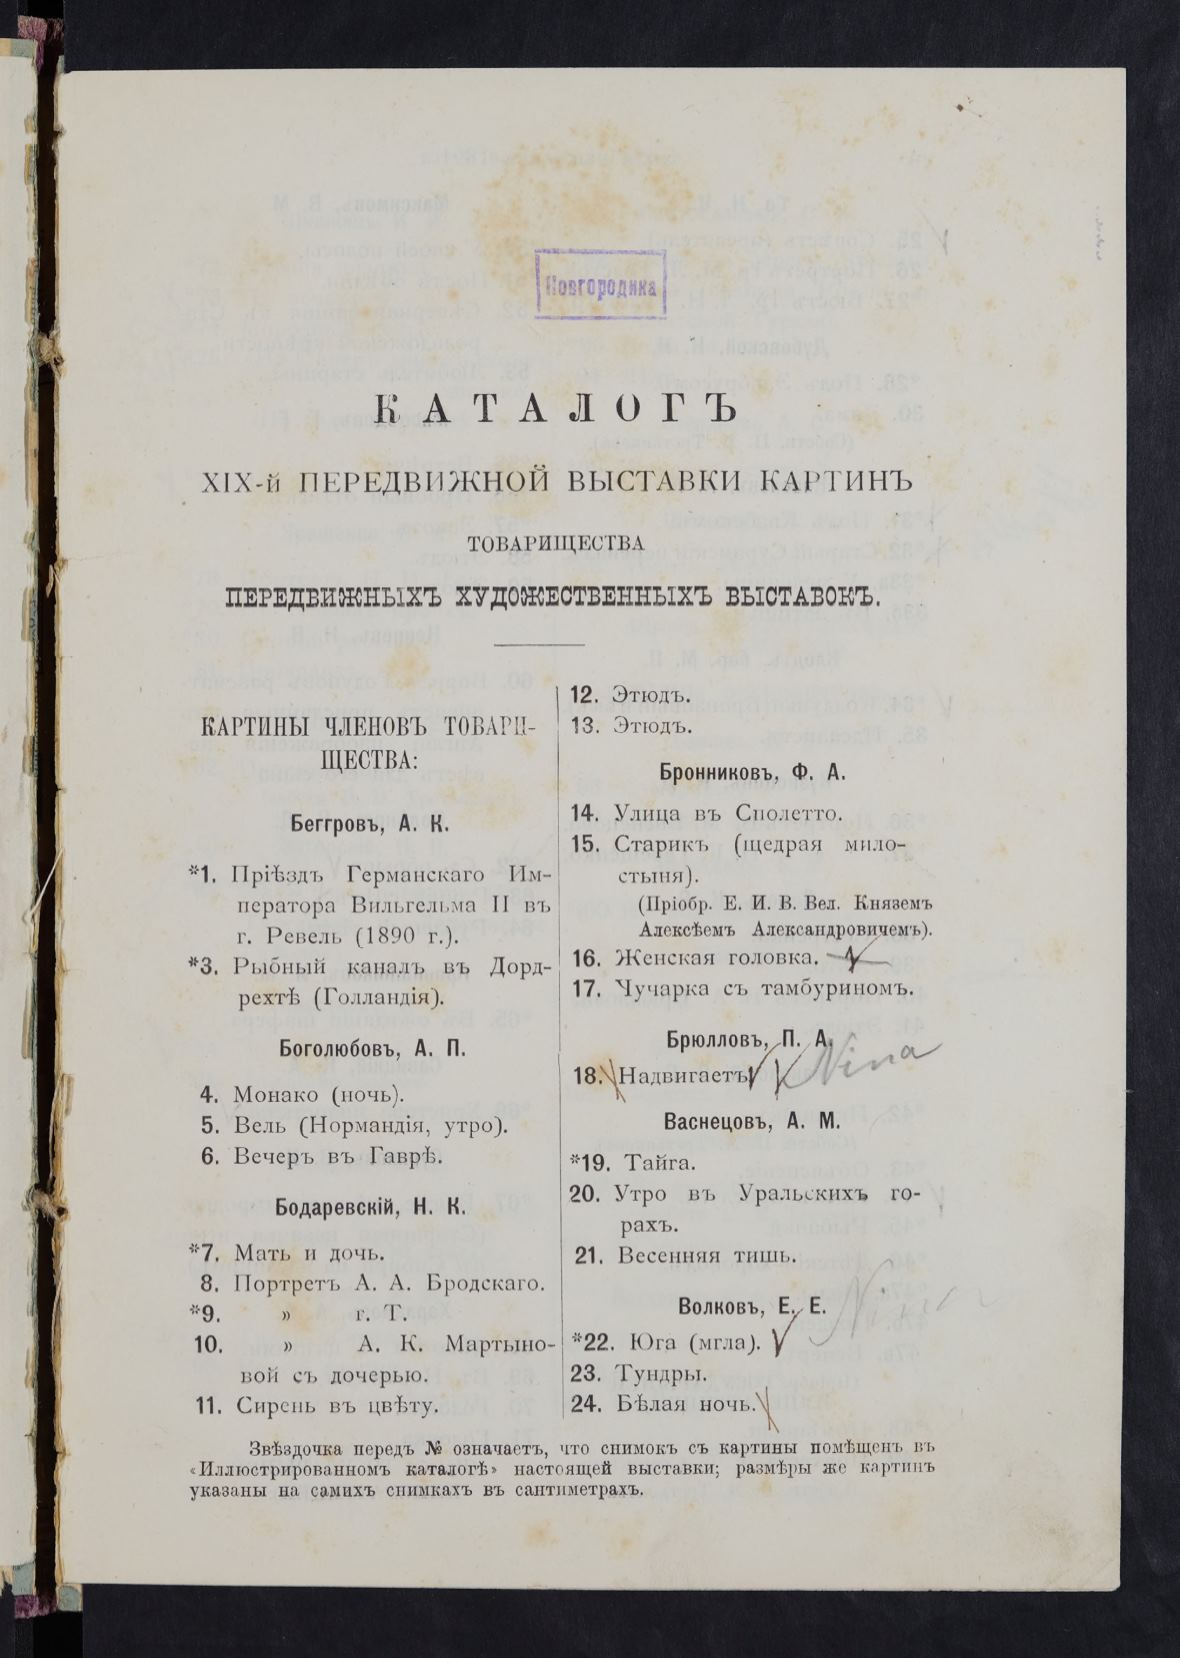 Новгородика
КАТАЛОГЪ
XIX-й ПЕРЕДВИЖНОЙ ВЫСТАВКИ КАРТИНЪ
ТОВАРИЩЕСТВА
ПЕРЕДВИЖНЫХЪ ХУДОЖЕСТВЕННЫХЪ ВЫСТАВОКЪ.
КАРТИНЫ ЧЛЕНОВЪ ТОВАРИ-
ЩЕСТВА:
Беггровъ, А. К.
*1. Пріѣздъ Германскаго Им-
ператора Вильгельма II въ
г. Ревель (1890 г.).
*3. Рыбный каналъ въ Дорд-
рехтѣ (Голландія).
Боголюбовъ, А. П.
4. Монако (ночь).
5. Вель (Нормандія, утро).
6. Вечеръ въ Гаврѣ.
Бодаревскій, Н. К.
*7. Мать и дочь.
8. Портретъ А. А. Бродскаго.
*9. » г. Т.
10. » А. К. Мартыно-
вой съ дочерью.
11. Сирень въ цвѣту.
12. Этюдъ.
13. Этюдъ.
Бронниковъ, Ф. А.
14. Улица въ Сполетто.
15. Старикъ (щедрая мило-
стыня).
(Пріобр. Е. И. В. Вел. Княземъ
Алексѣемъ Александровичемъ).
16. Женская головка.
17. Чучарка съ тамбуриномъ.
Брюлловъ, П. А.
18. Надвигаетъ Nina
Васнецовъ, А. М.
*19. Тайга.
20. Утро въ Уральскихъ го-
рахъ.
21. Весенняя тишь.
Волковъ, Е. Е.
*22. Юга (мгла).
23. Тундры.
24. Бѣлая ночь.
Звѣздочка передъ № означаетъ, что снимокъ съ картины помѣщенъ въ
«Иллюстрированномъ каталогѣ» настоящей выставки; размѣры же картинъ
указаны на самихъ снимкахъ въ сантиметрахъ.